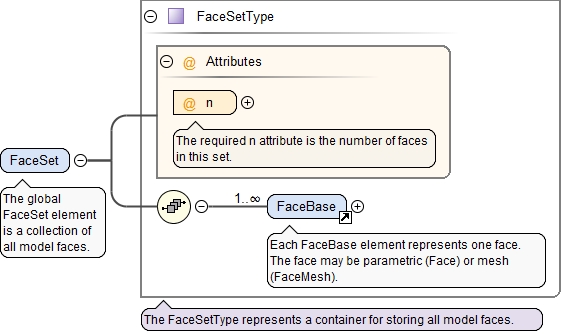 FaceSetType
@ Attributes
@ n
The required n attribute is the number of faces
in this set.
FaceSet
The global
FaceSet element
is a collection of
all model faces.
1..∞
FaceBase
Each FaceBase element represents one face.
The face may be parametric (Face) or mesh
(FaceMesh).
The FaceSetType represents a container for storing all model faces.